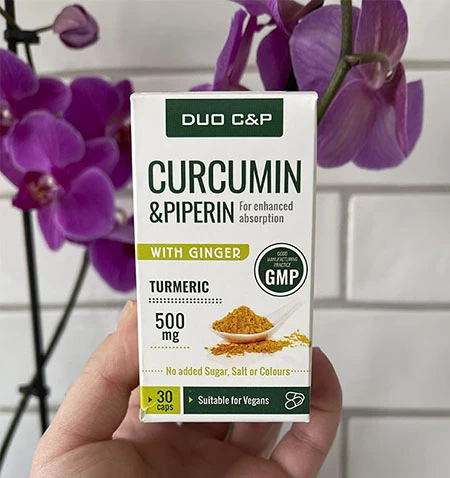 DUO C&P
CURCUMIN
&PIPERIN
For enhanced
absorption
WITH GINGER
GOOD
MANUFACTURING
PRACTICE
GMP
TURMERIC
500
mg
No added Sugar, Salt or Colours
30
caps
Suitable for Vegans